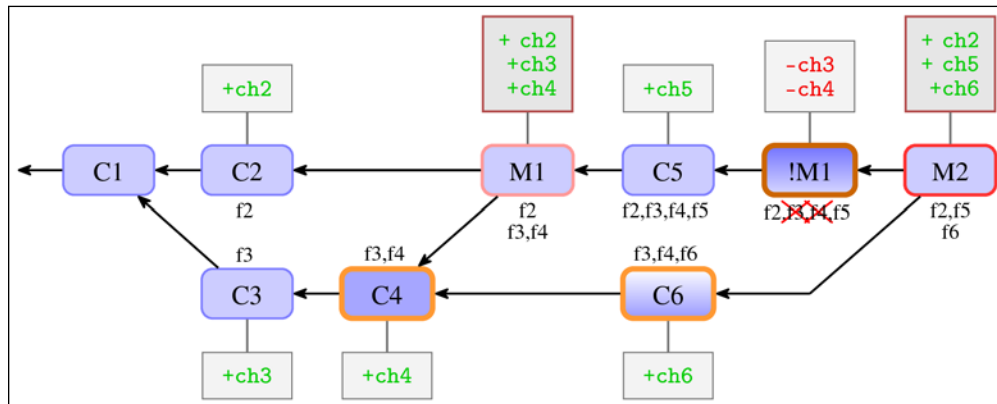 + ch2
+ch3
+ch4
-ch3
-ch4
+ ch2
+ ch5
+ch6
+ch2
+ch5
C1
C2
M1
C5
!M1
M2
f2
f2
f3,f4
f2,f3,f4,f5
f2,f3,f4,f5
f2,f5
f6
f3
f3,f4
f3,f4,f6
C3
C4
C6
+ch3
+ch4
+ch6